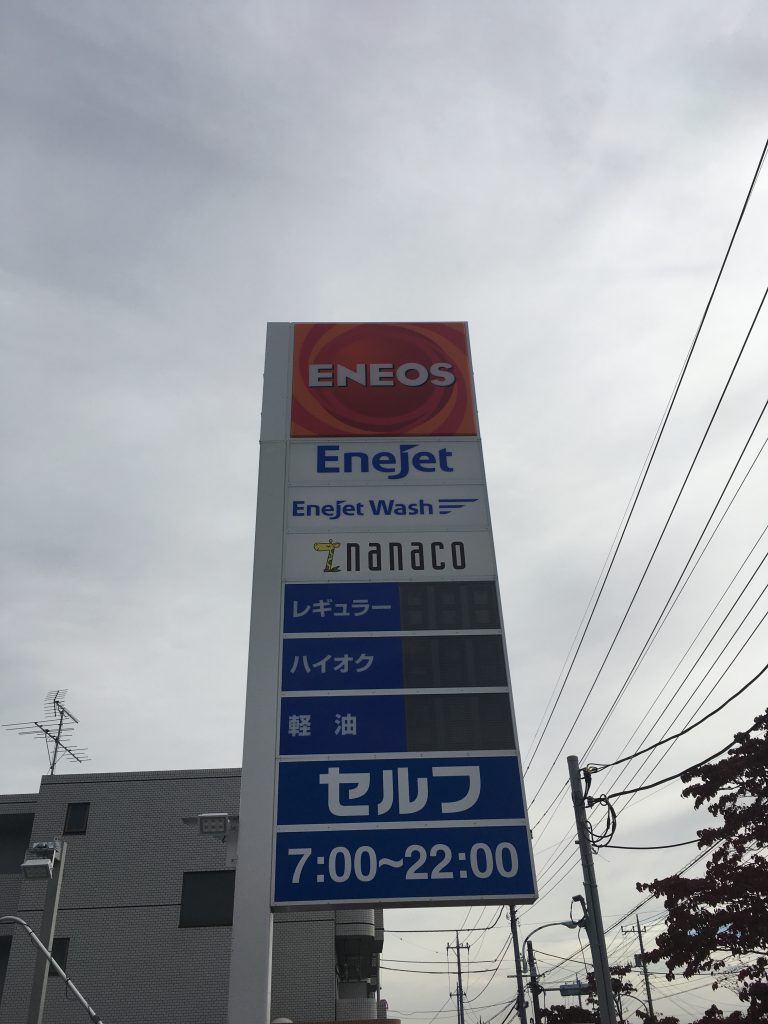 ENEOS
EneJet
EneJet Wash
nanaco
レギュラー
ハイオク
軽油
セルフ
7:00~22:00